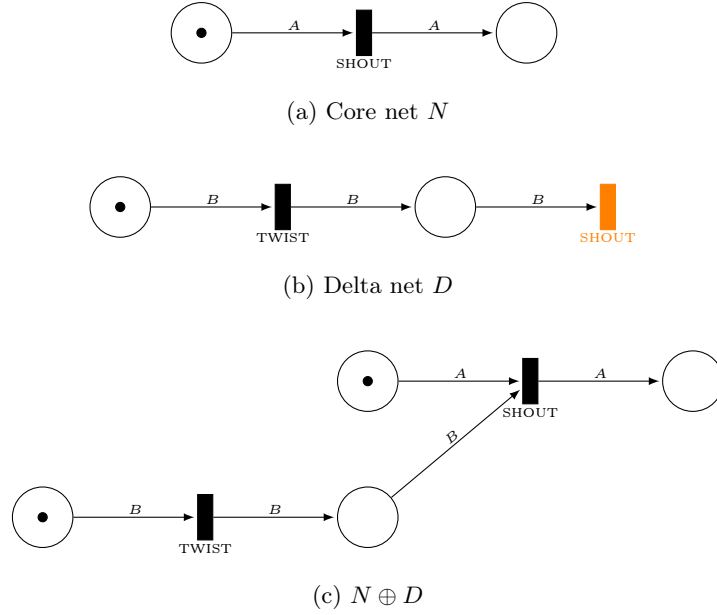 A A
SHOUT
(a) Core net N
B B B
TWIST SHOUT
(b) Delta net D
A A
SHOUT
B
B B
TWIST
(c) N ⊕ D